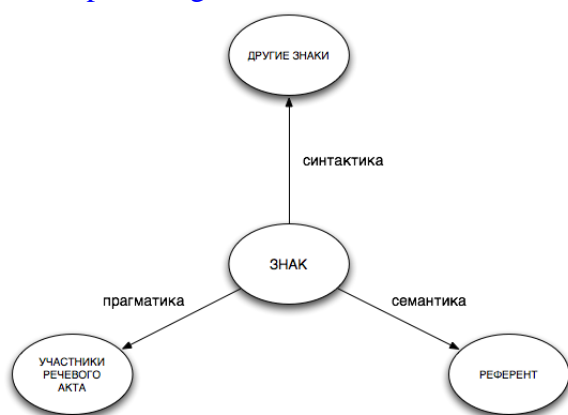 ДРУГИЕ ЗНАКИ
синтактика
ЗНАК
прагматика
семантика
УЧАСТНИКИ
РЕЧЕВОГО
АКТА
РЕФЕРЕНТ